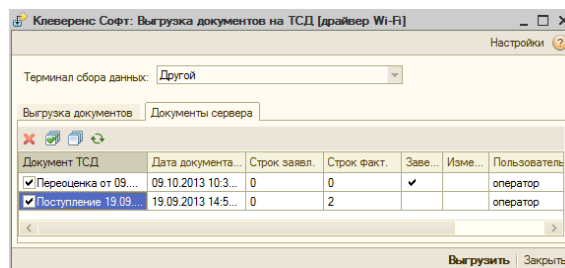 Клеверенс Софт: Выгрузка документов на ТСД [драйвер Wi-Fi]
Настройки
Терминал сбора данных: Другой
Выгрузка документов Документы сервера
Документ ТСД Дата документа... Строк заявл. Строк факт. Заве... Изме... Пользователь
Переоценка от 09.... 09.10.2013 10:3... 0 0 оператор
Поступление 19.09.... 19.09.2013 14:5... 0 2 оператор
Выгрузить Закрыть